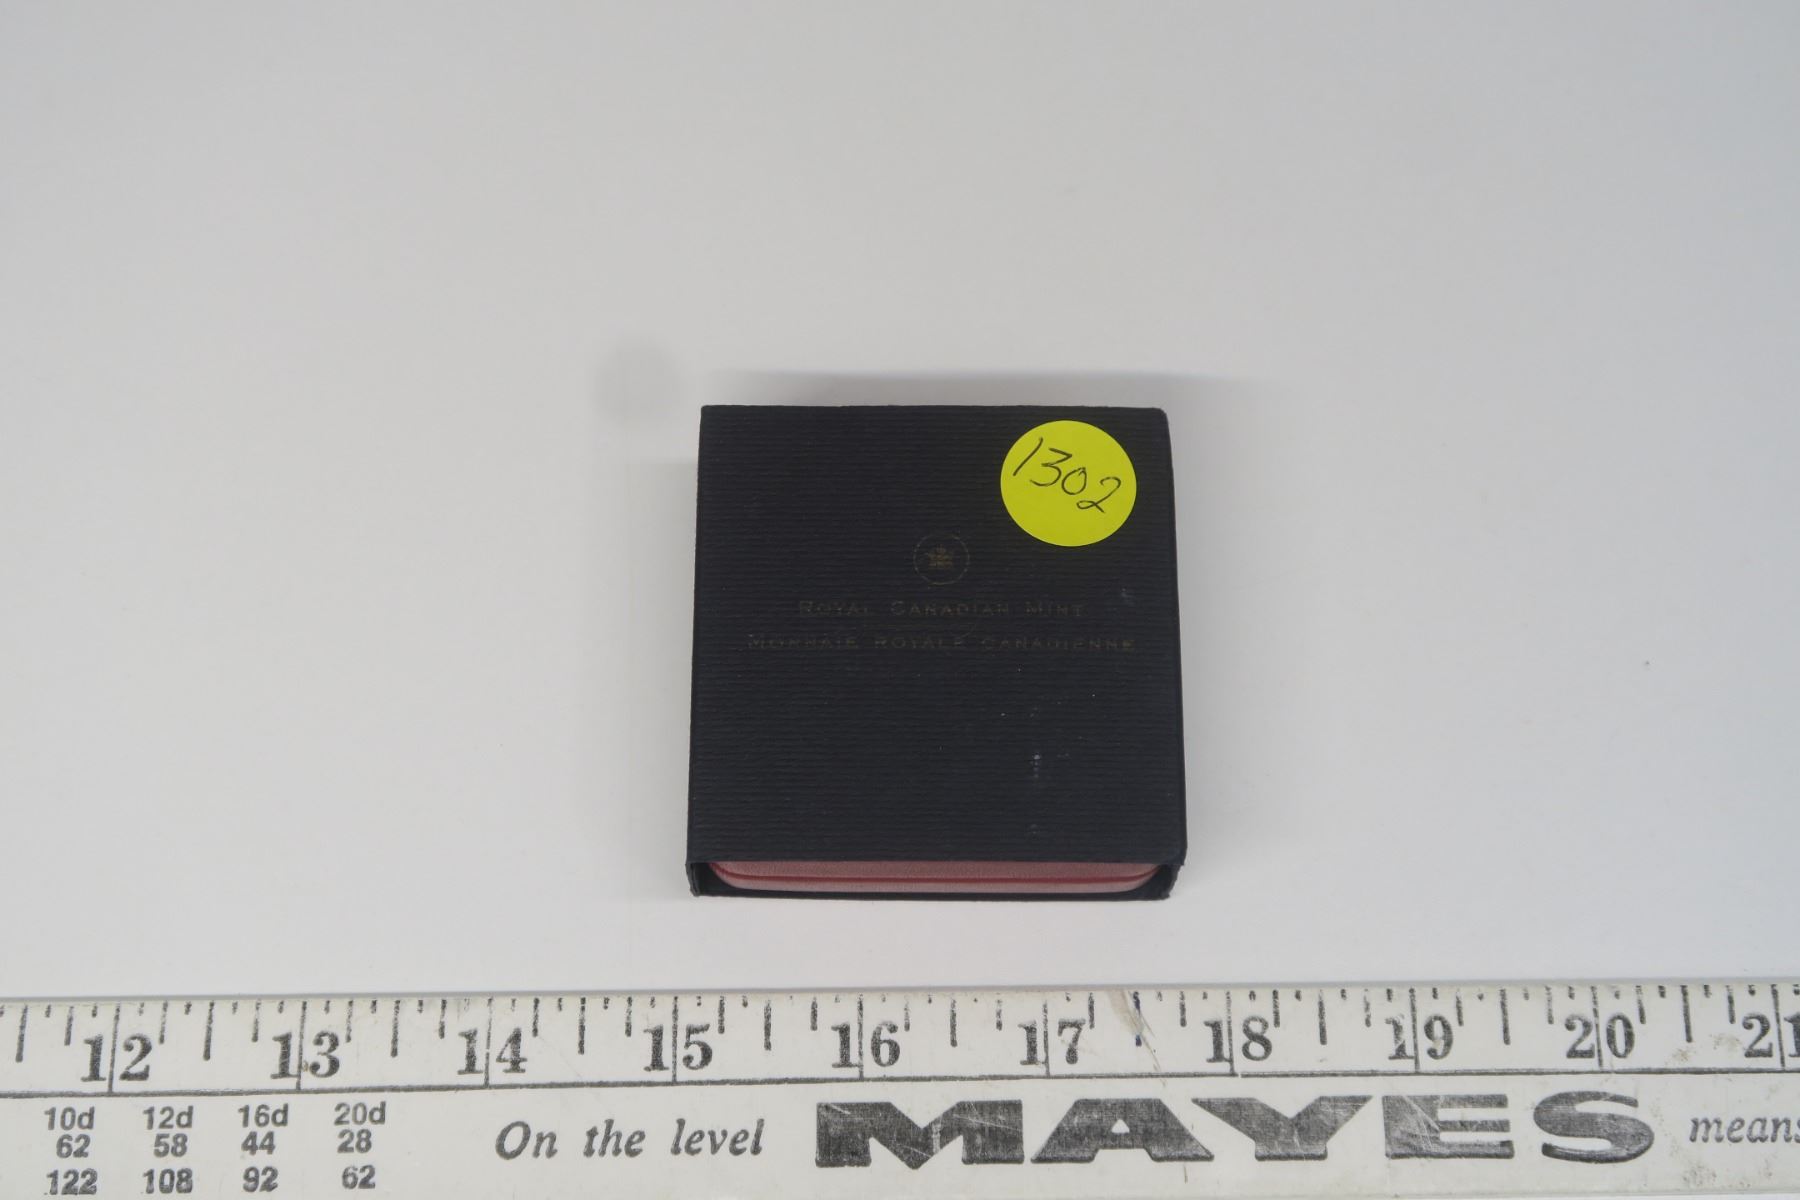 1302
ROYAL CANADIAN MINT
MONNAIE ROYALE CANADIENNE
12 13 14 15 16 17 18 19 20 21
10d 12d 16d 20d
62 58 44 28
122 108 92 62
On the level MAYES means